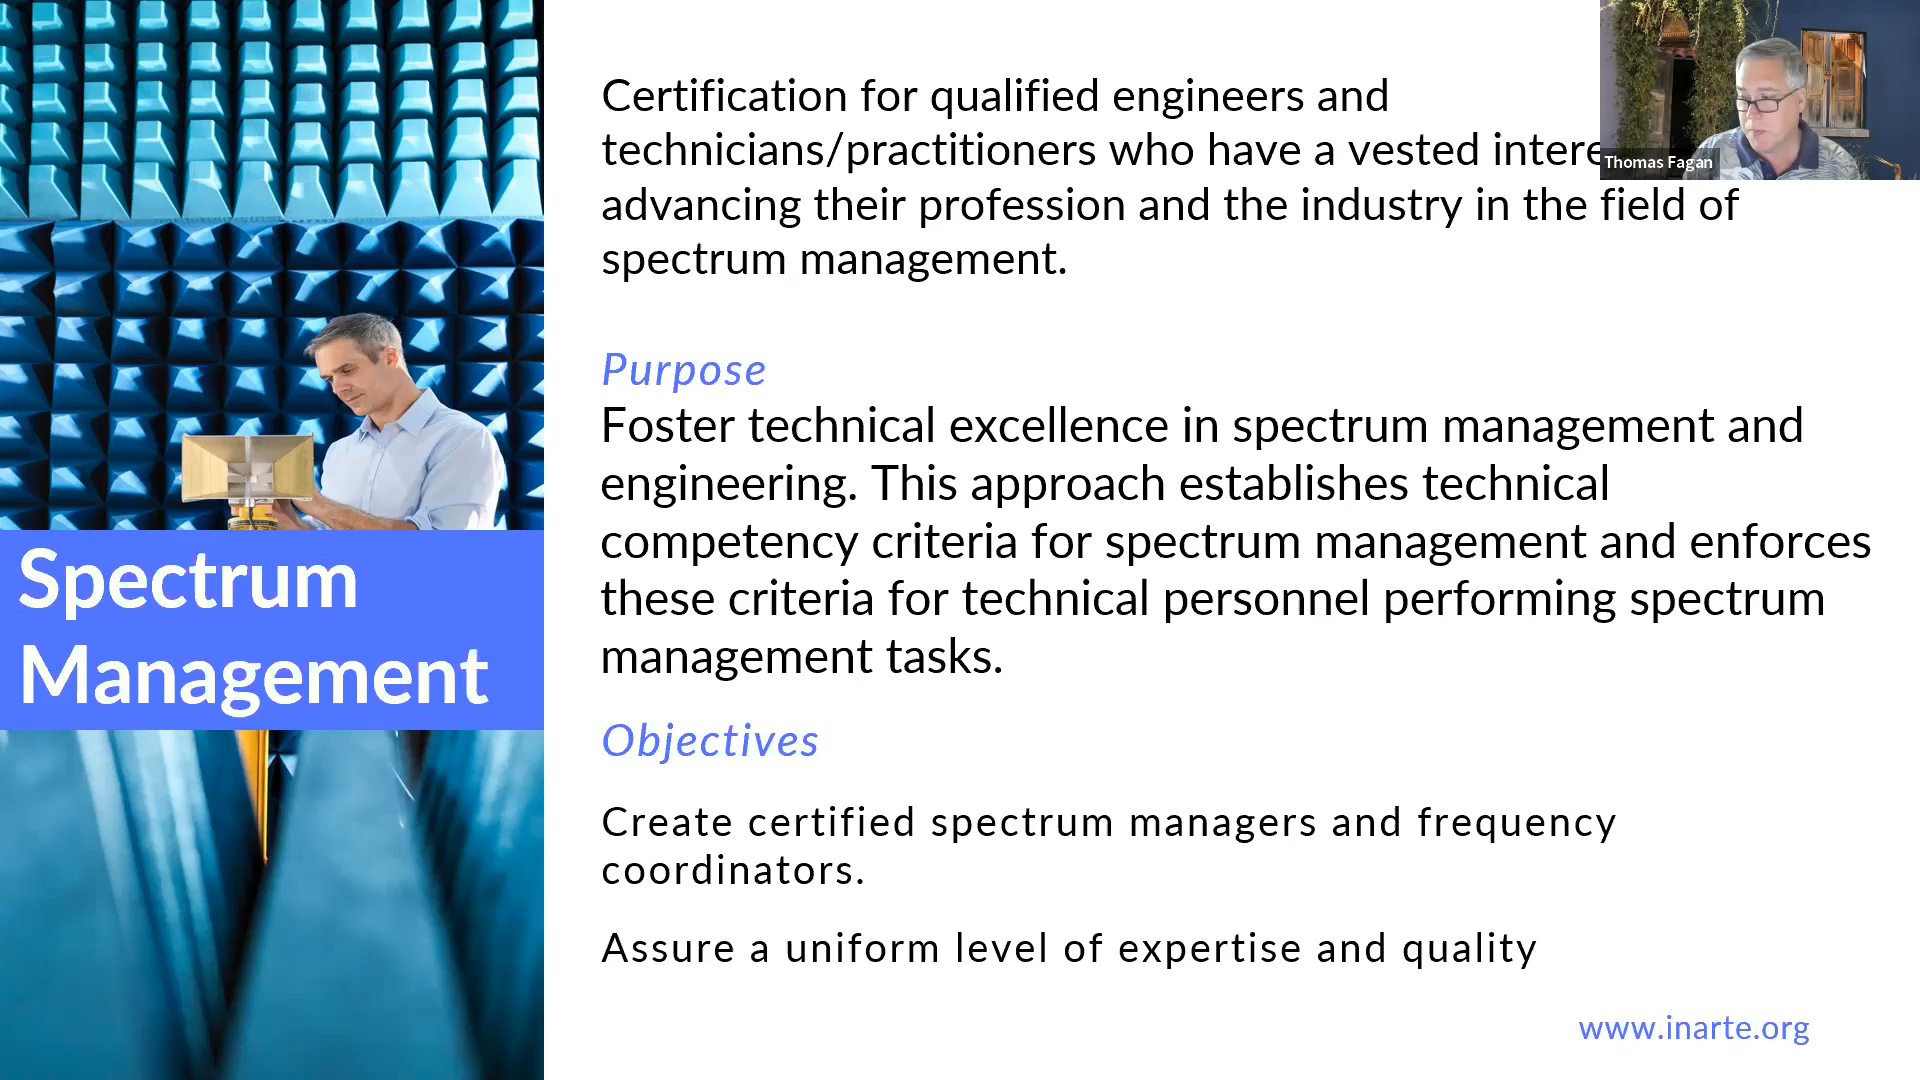 Certification for qualified engineers and
technicians/practitioners who have a vested
advancing their profession and the industry in the field of
spectrum management.
Thomas Fagan
Purpose
Foster technical excellence in spectrum management and
engineering. This approach establishes technical
competency criteria for spectrum management and enforces
these criteria for technical personnel performing spectrum
management tasks.
Spectrum
Management
Objectives
Create certified spectrum managers and frequency
coordinators.
Assure a uniform level of expertise and quality
www.inarte.org